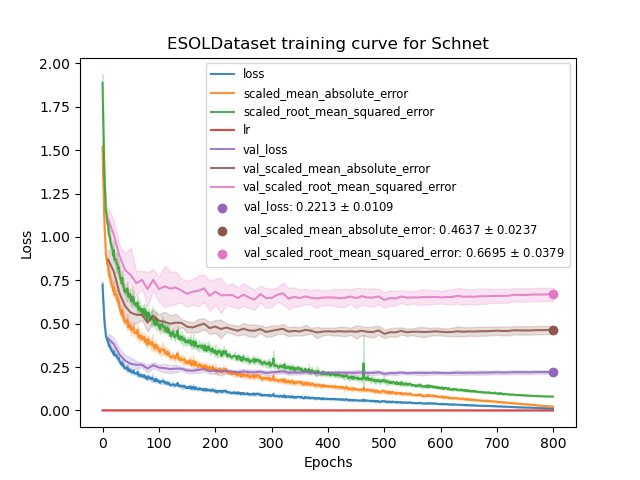 ESOLDataset training curve for Schnet
2.00
1.75
1.50
1.25
1.00
0.75
0.50
0.25
0.00
Loss
loss
scaled_mean_absolute_error
scaled_root_mean_squared_error
lr
val_loss
val_scaled_mean_absolute_error
val_scaled_root_mean_squared_error
val_loss: 0.2213 ± 0.0109
val_scaled_mean_absolute_error: 0.4637 ± 0.0237
val_scaled_root_mean_squared_error: 0.6695 ± 0.0379
0 100 200 300 400 500 600 700 800
Epochs